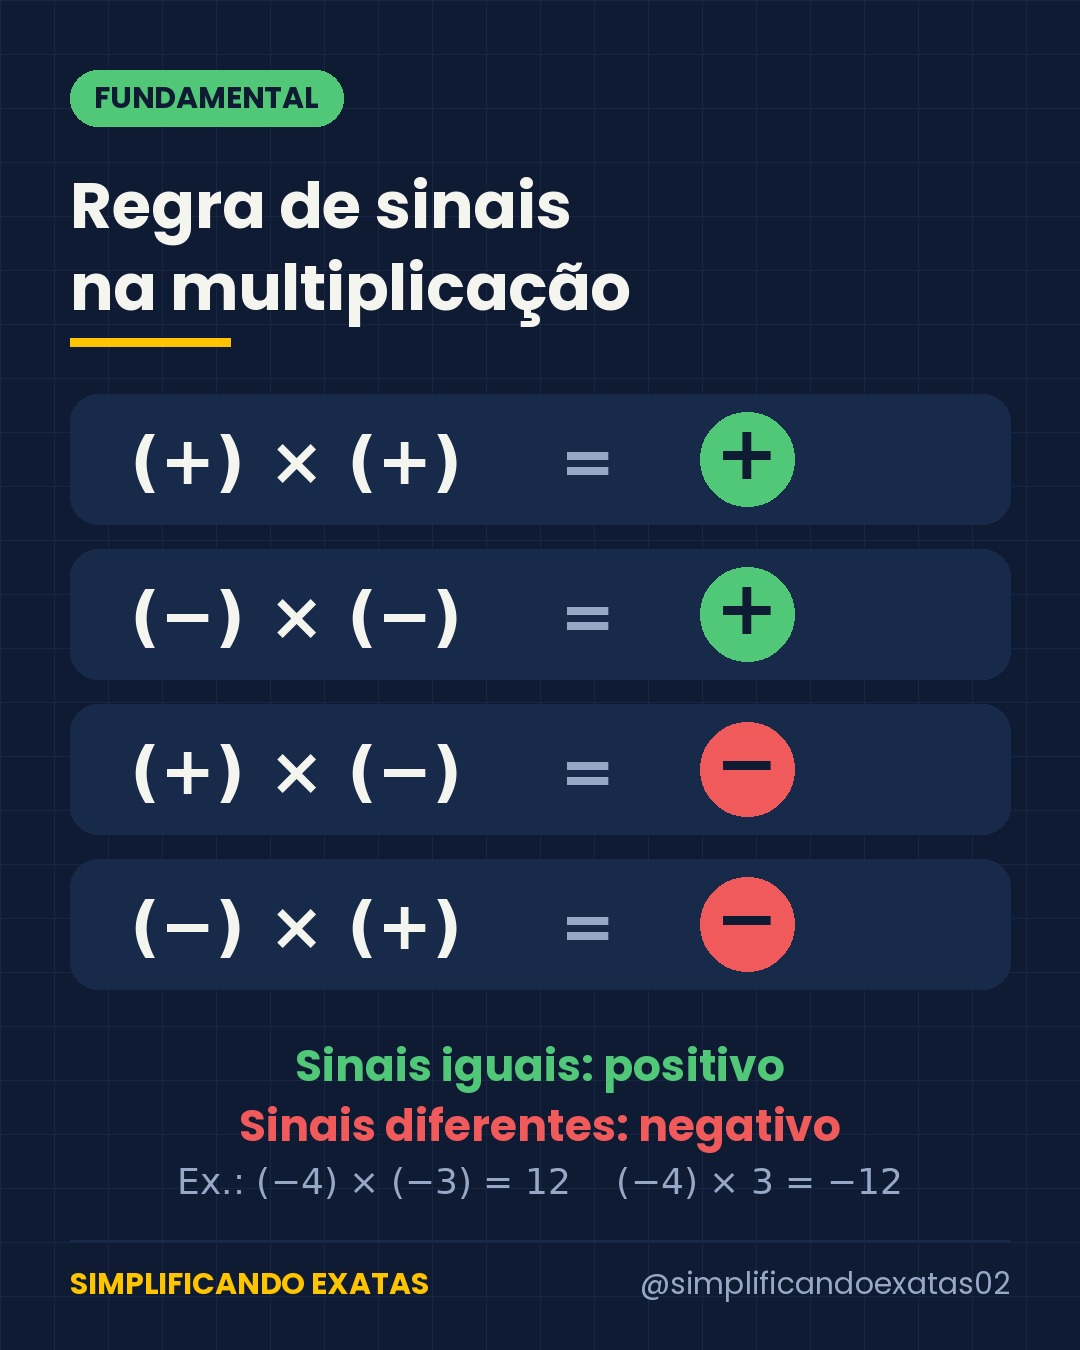 FUNDAMENTAL
Regra de sinais
na multiplicação
(+) × (+) = +
(−) × (−) = +
(+) × (−) = −
(−) × (+) = −
Sinais iguais: positivo
Sinais diferentes: negativo
Ex.: (−4) × (−3) = 12 (−4) × 3 = −12
SIMPLIFICANDO EXATAS @simplificandoexatas02